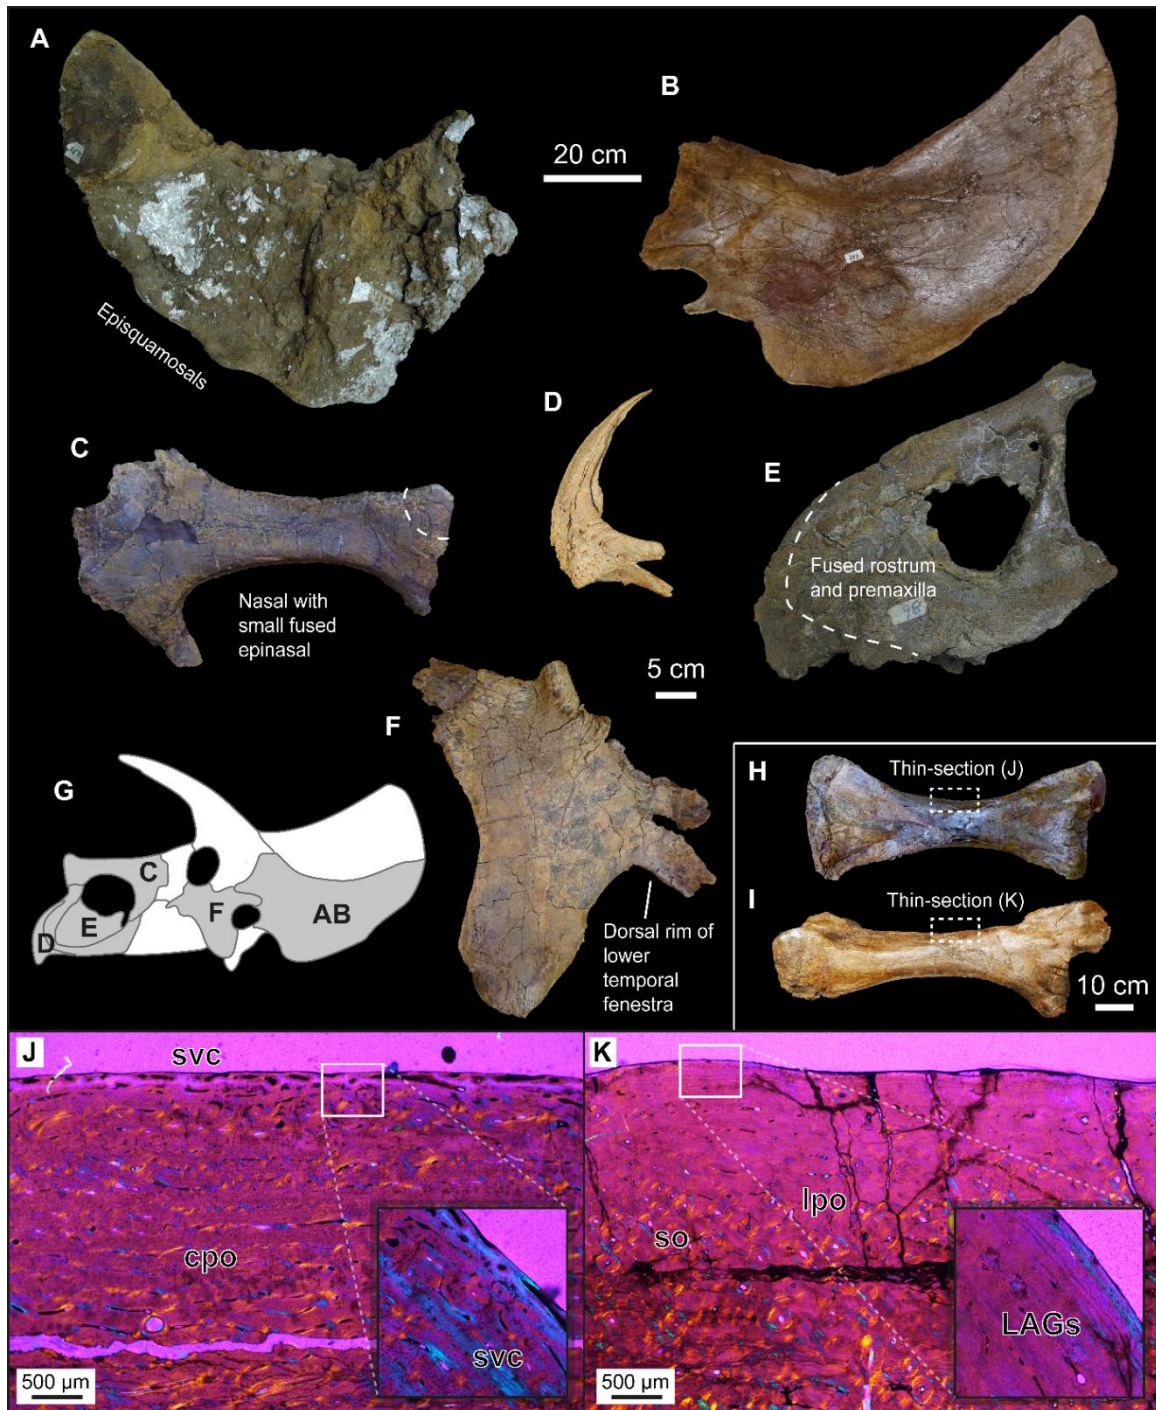 A
B
20 cm
Episquamosals
D
C
E
Fused rostrum
and premaxilla
Nasal with
small fused
epinasal
5 cm
F
G
C
E
D
F
AB
Dorsal rim of
lower
temporal
fenestra
H
Thin-section (J)
I
Thin-section (K)
10 cm
J
svc
cpo
svc
500 µm
K
lpo
so
LAGs
500 µm